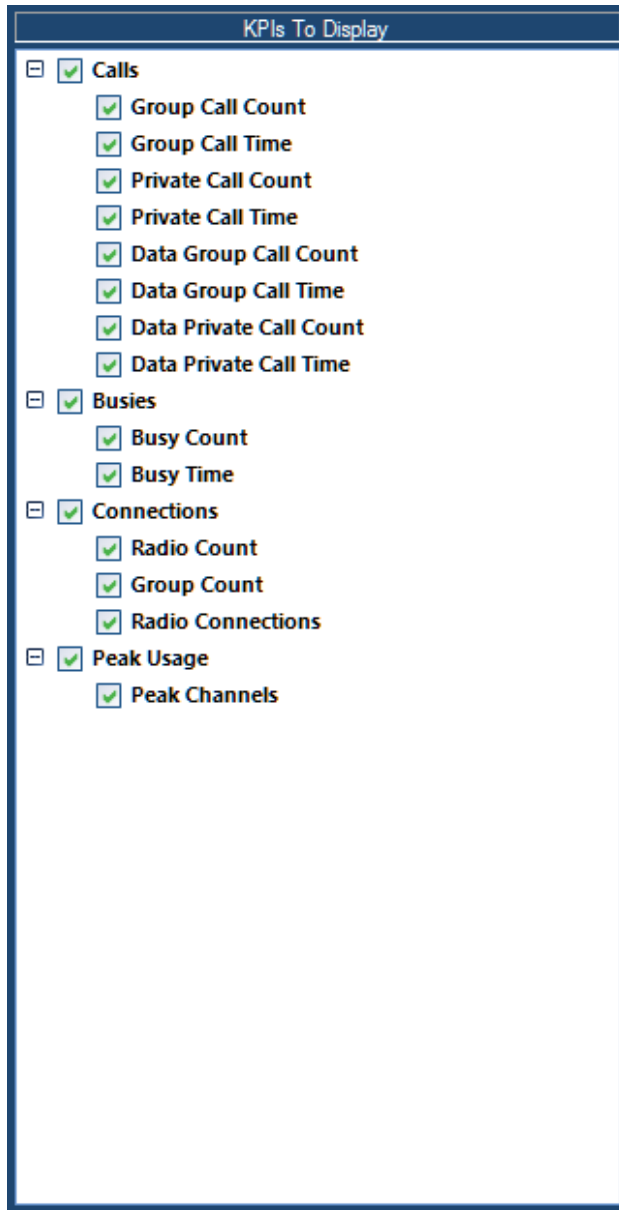 KPIs To Display
Calls
Group Call Count
Group Call Time
Private Call Count
Private Call Time
Data Group Call Count
Data Group Call Time
Data Private Call Count
Data Private Call Time
Busies
Busy Count
Busy Time
Connections
Radio Count
Group Count
Radio Connections
Peak Usage
Peak Channels